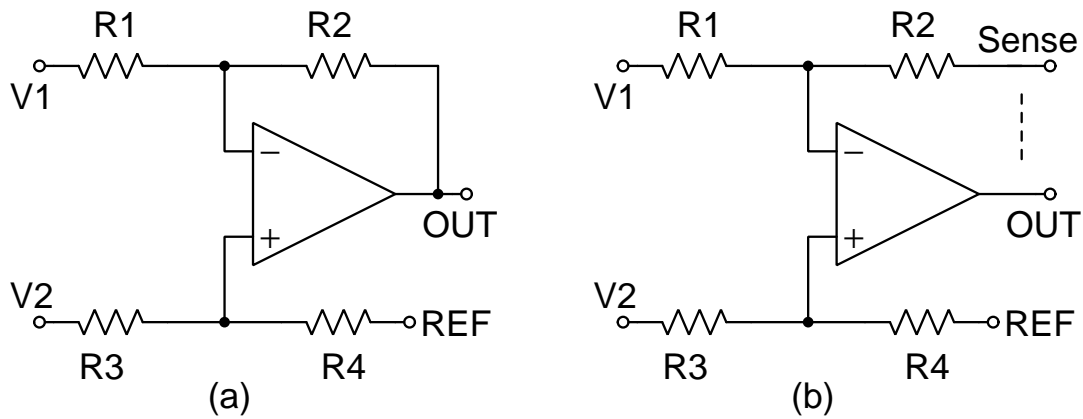 R1 R2
V1
−
+
OUT
V2
REF
R3 R4
(a)
R1 R2
Sense
V1
−
+
OUT
V2
REF
R3 R4
(b)